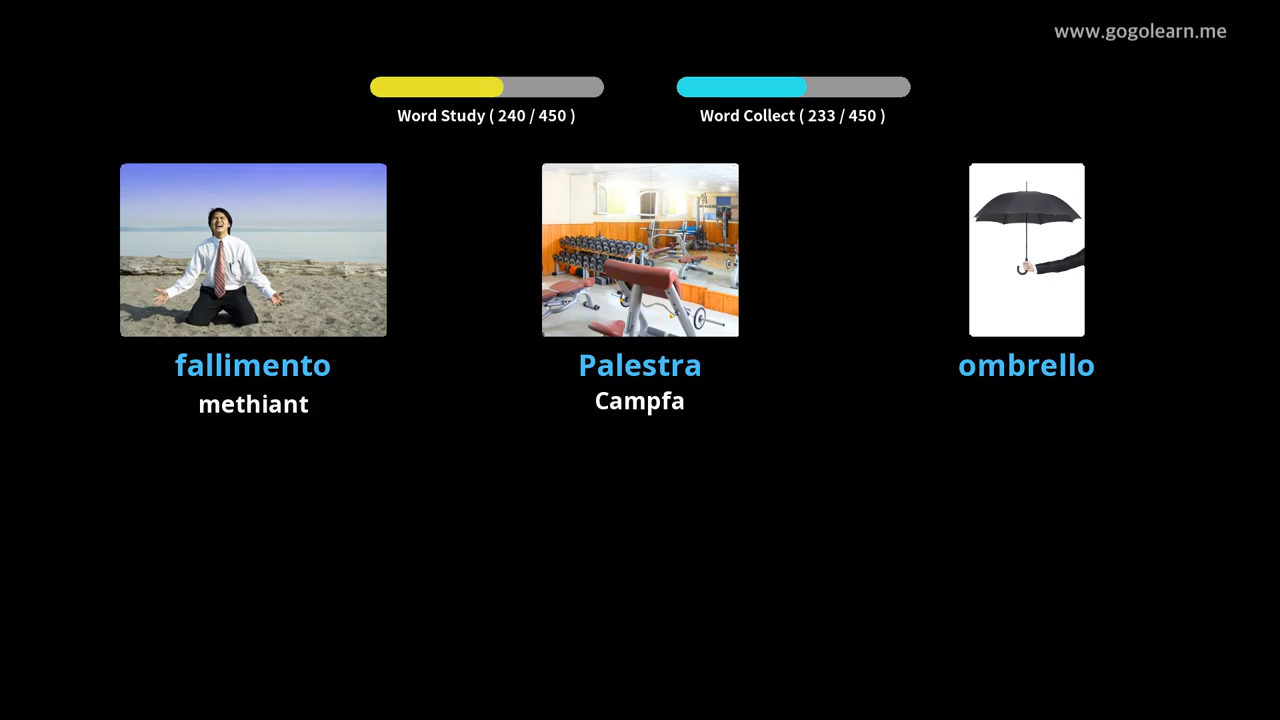 www.gogolearn.me
Word Study ( 240 / 450 )
Word Collect ( 233 / 450 )
fallimento
methiant
Palestra
Campfa
ombrello